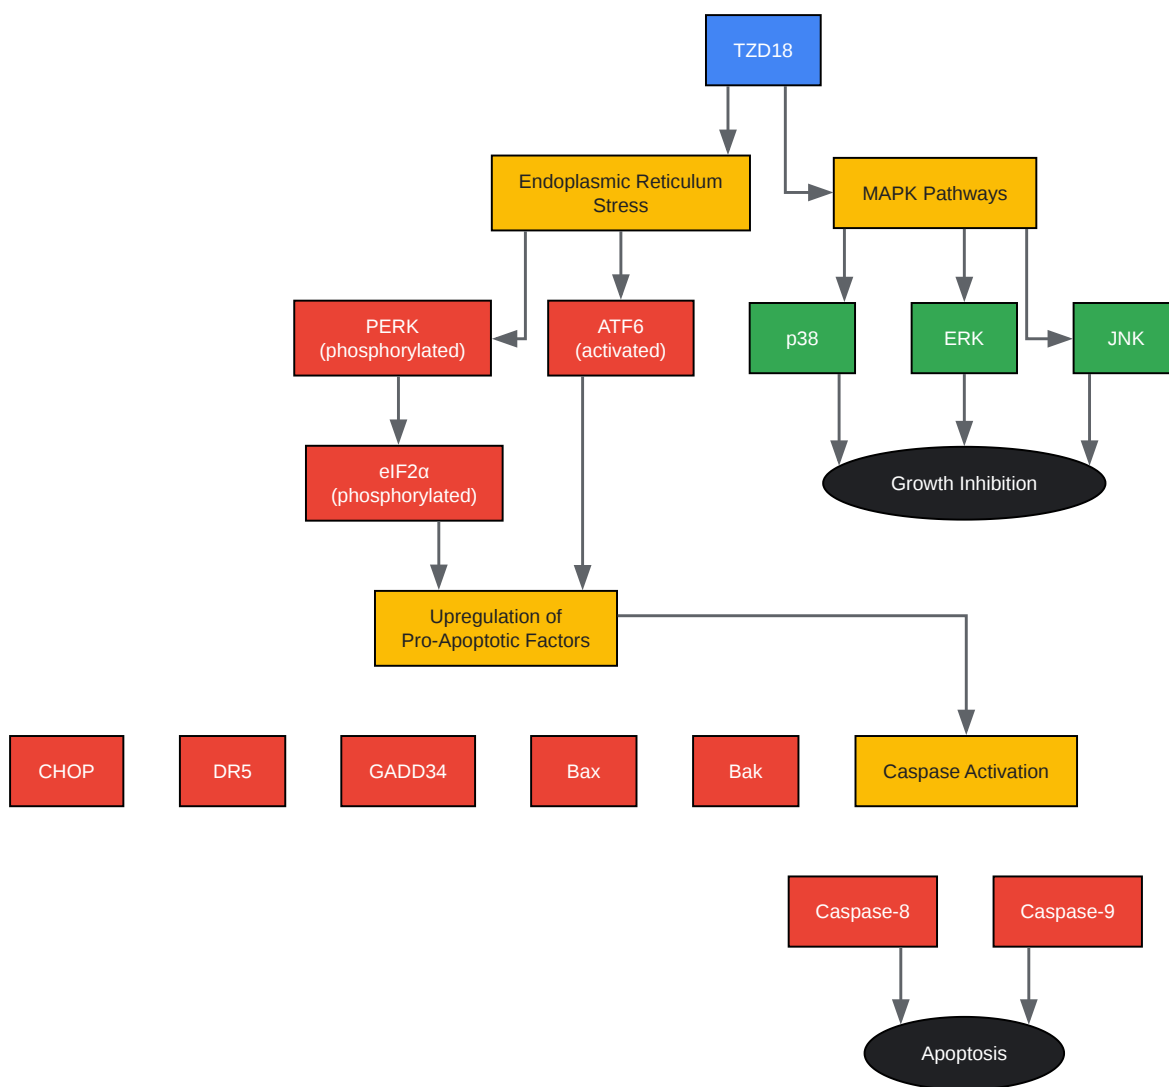 TZD18
Endoplasmic Reticulum
Stress
MAPK Pathways
PERK
(phosphorylated)
ATF6
(activated)
p38
ERK
JNK
eIF2α
(phosphorylated)
Growth Inhibition
Upregulation of
Pro-Apoptotic Factors
CHOP
DR5
GADD34
Bax
Bak
Caspase Activation
Caspase-8
Caspase-9
Apoptosis